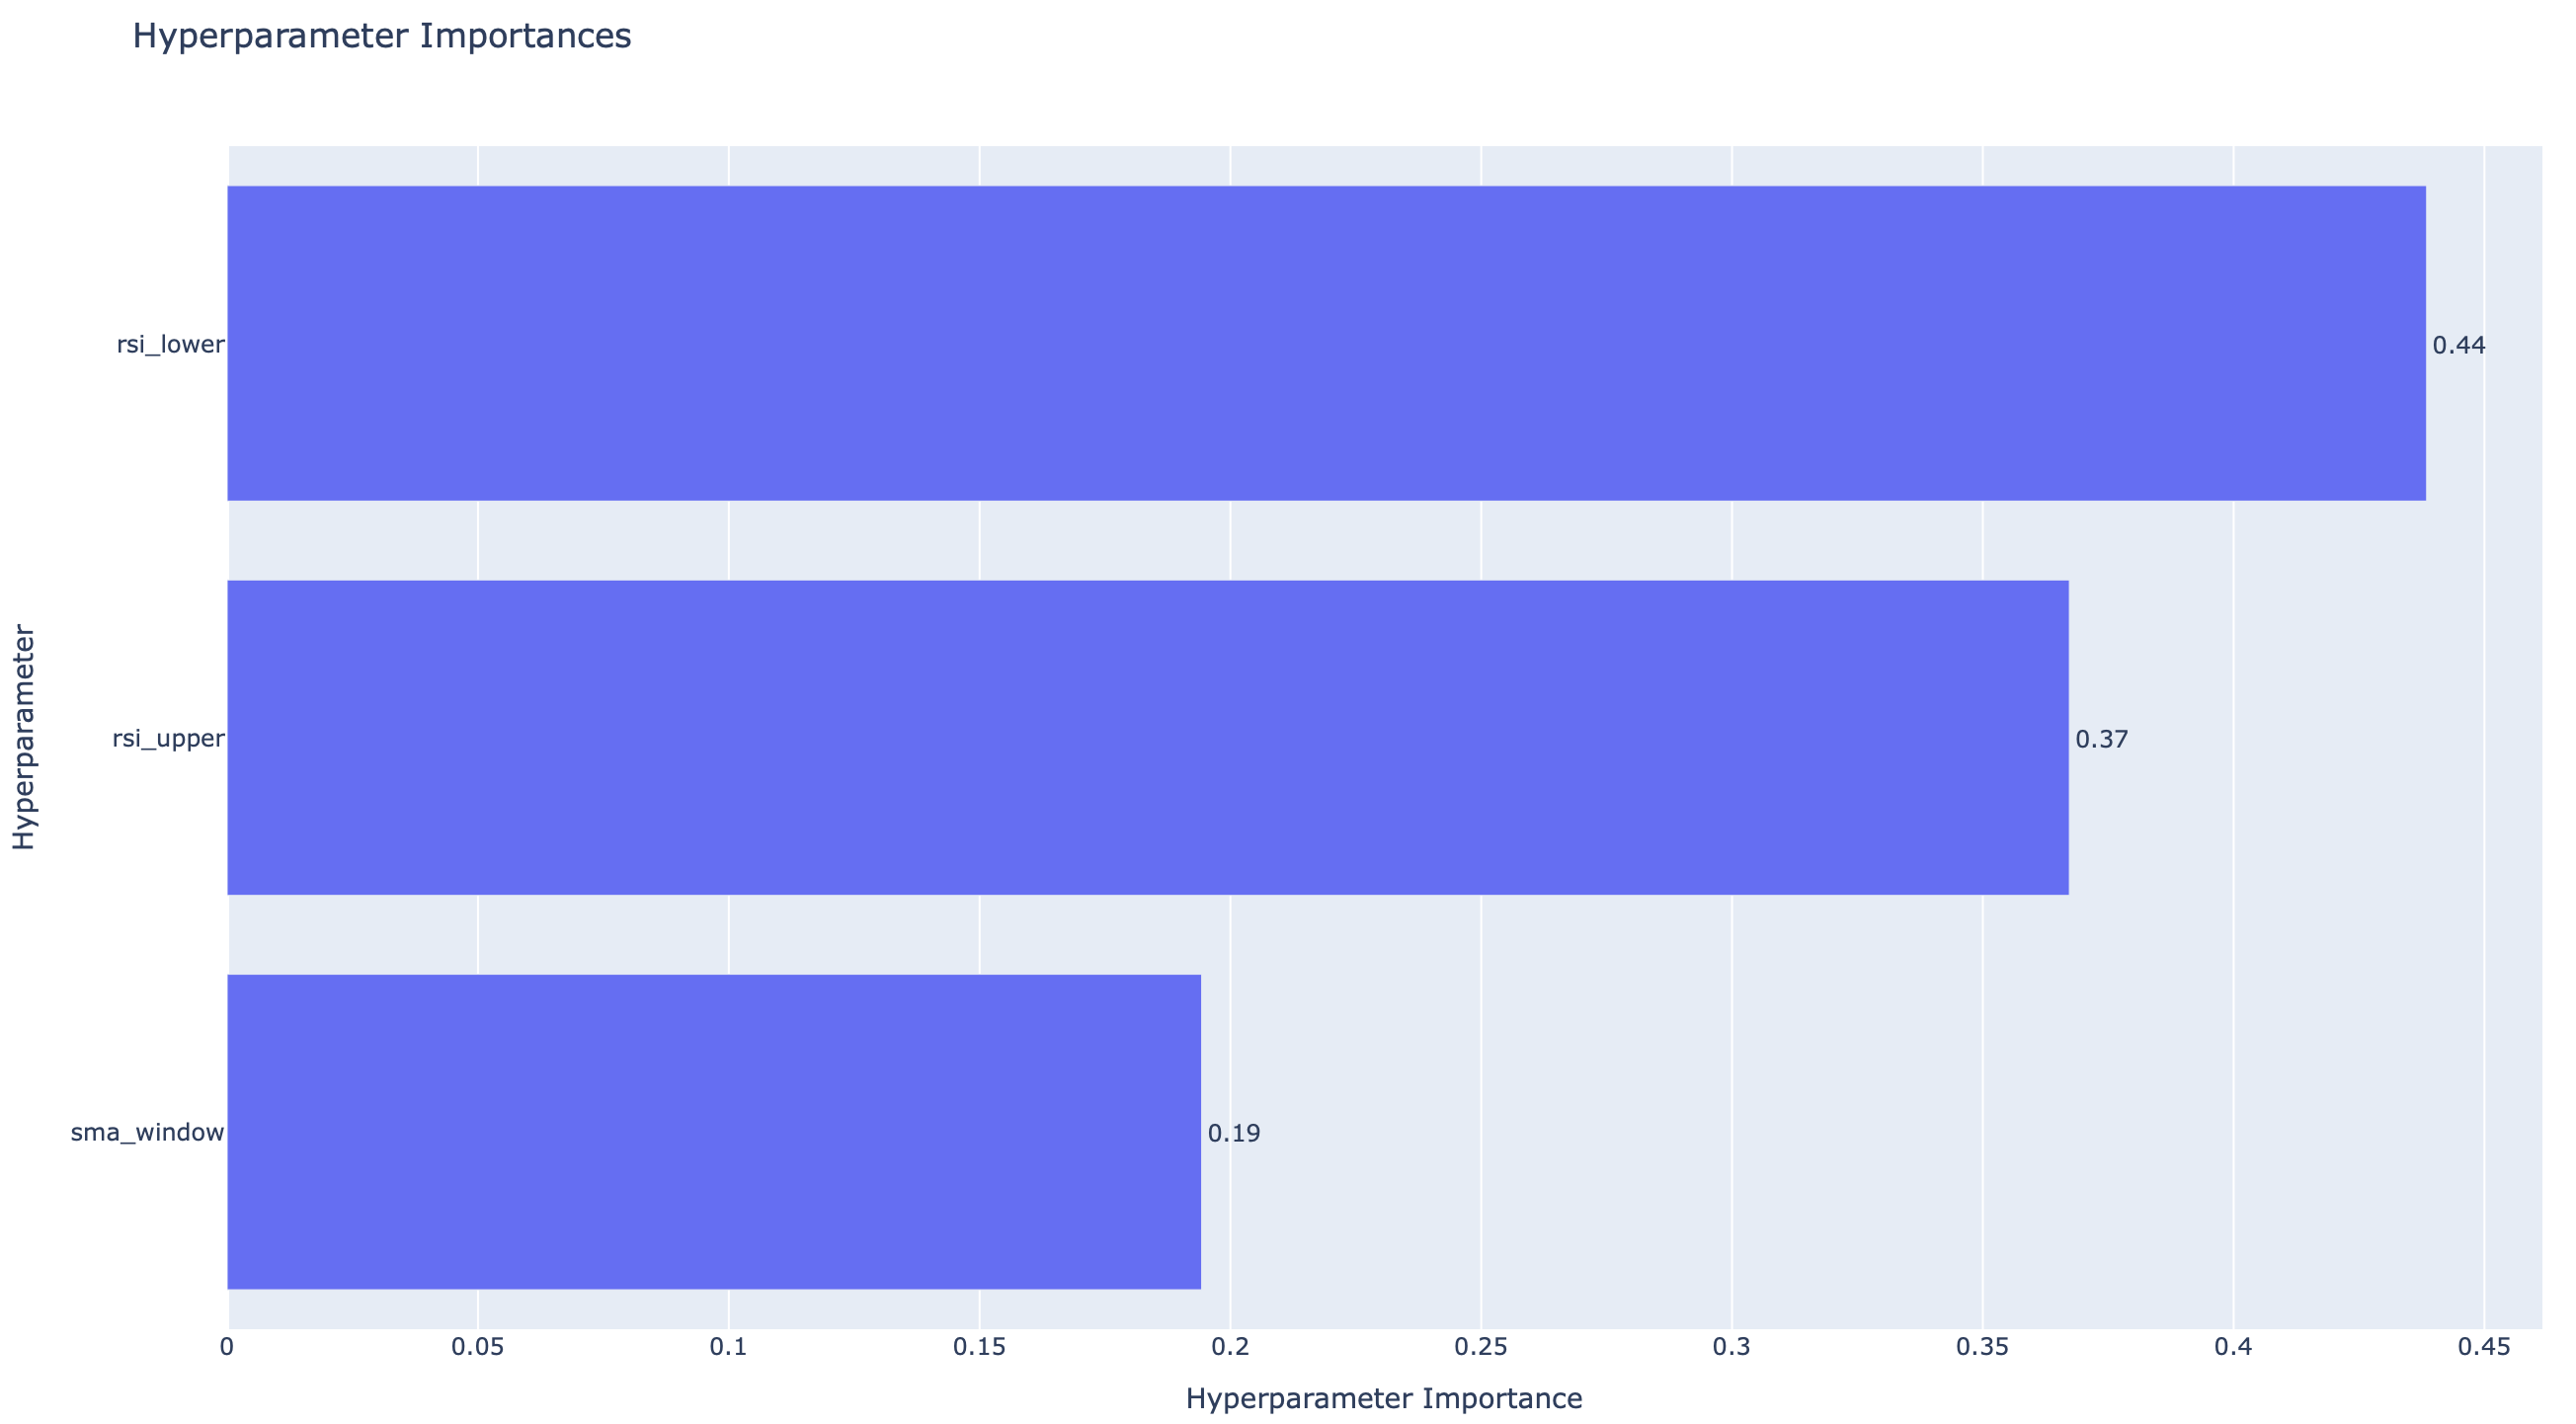 Hyperparameter Importances
Hyperparameter
rsi_lower
0.44
rsi_upper
0.37
sma_window
0.19
0
0.05
0.1
0.15
0.2
0.25
0.3
0.35
0.4
0.45
Hyperparameter Importance